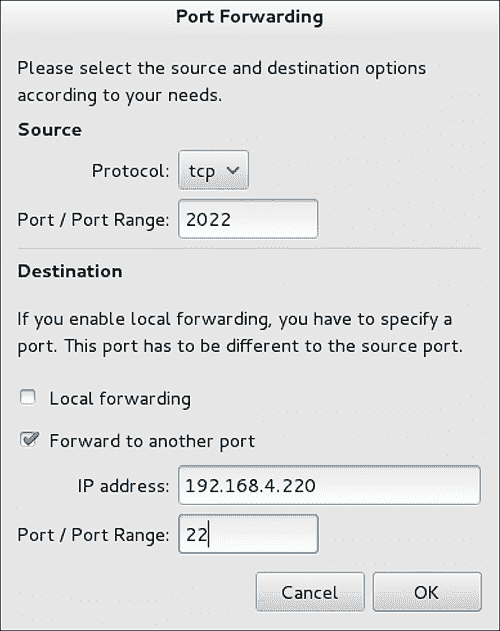 Port Forwarding
Please select the source and destination options
according to your needs.
Source
Protocol: tcp
Port / Port Range: 2022
Destination
If you enable local forwarding, you have to specify a
port. This port has to be different to the source port.
Local forwarding
Forward to another port
IP address: 192.168.4.220
Port / Port Range: 22
Cancel OK